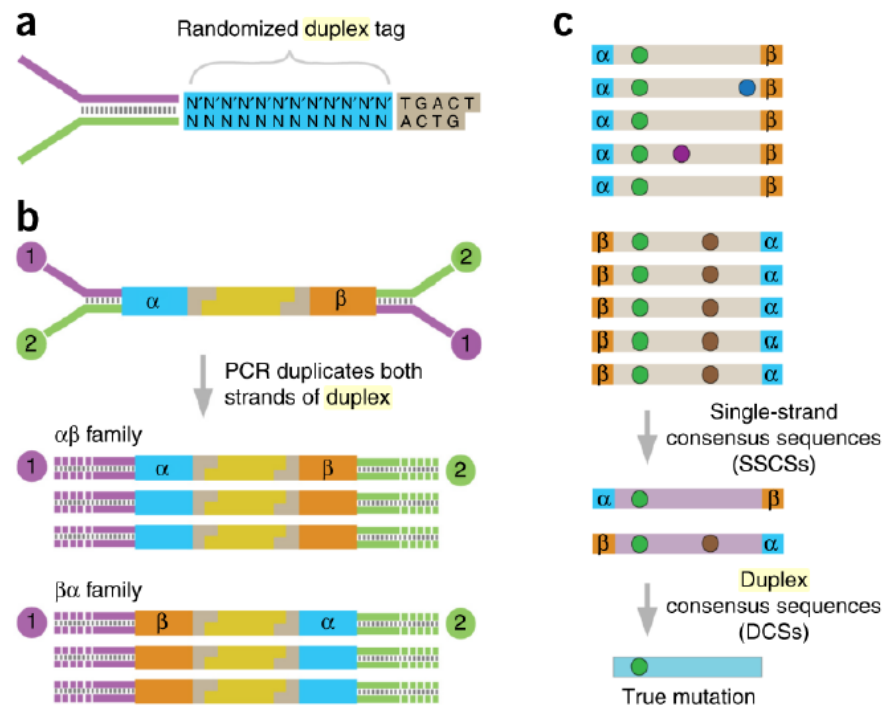 a
Randomized duplex tag
N′N′N′N′N′N′N′N′N′N′N′N′ TGACT
NNNNNNNNNNNN ACTG
b
1
2
α
β
2
1
PCR duplicates both
strands of duplex
αβ family
1
α
β
2
βα family
1
β
α
2
c
α β
α β
α β
α β
α β
β α
β α
β α
β α
β α
Single-strand
consensus sequences
(SSCSs)
α β
β α
Duplex
consensus sequences
(DCSs)
True mutation